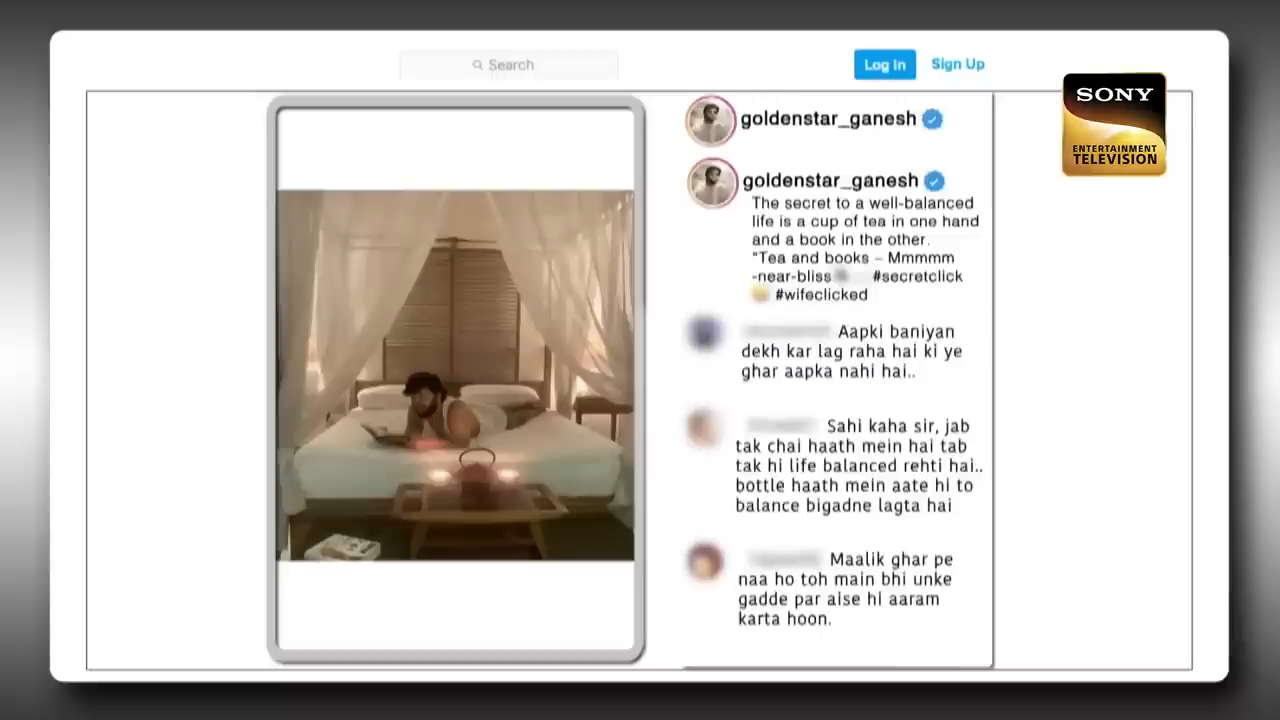 Search
Log In
Sign Up
SONY
ENTERTAINMENT
TELEVISION
goldenstar_ganesh
goldenstar_ganesh
The secret to a well-balanced
life is a cup of tea in one hand
and a book in the other.
"Tea and books – Mmmmm
-near-bliss #secretclick
#wifeclicked
Aapki baniyan
dekh kar lag raha hai ki ye
ghar aapka nahi hai..
Sahi kaha sir, jab
tak chai haath mein hai tab
tak hi life balanced rehti hai..
bottle haath mein aate hi to
balance bigadne lagta hai
Maalik ghar pe
naa ho toh main bhi unke
gadde par aise hi aaram
karta hoon.